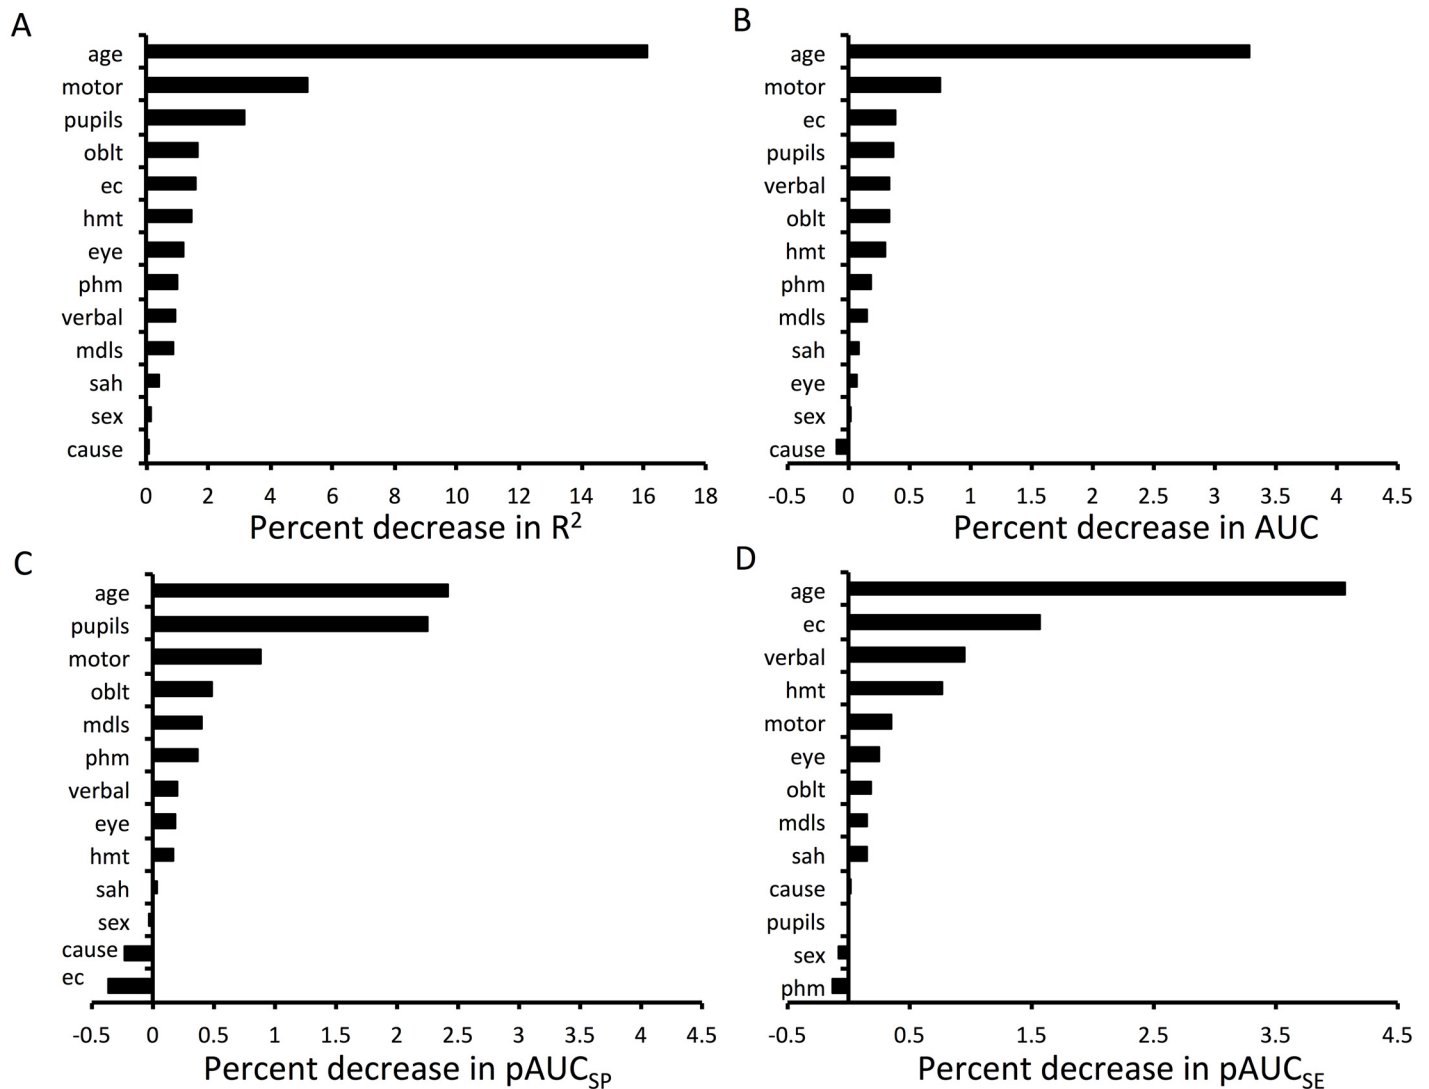 A
age
motor
pupils
oblt
ec
hmt
eye
phm
verbal
mdls
sah
sex
cause
0 2 4 6 8 10 12 14 16 18
Percent decrease in R²
B
age
motor
ec
pupils
verbal
oblt
hmt
phm
mdls
sah
eye
sex
cause
-0.5 0 0.5 1 1.5 2 2.5 3 3.5 4 4.5
Percent decrease in AUC
C
age
pupils
motor
oblt
mdls
phm
verbal
eye
hmt
sah
sex
cause
ec
-0.5 0 0.5 1 1.5 2 2.5 3 3.5 4 4.5
Percent decrease in pAUCSP
D
age
ec
verbal
hmt
motor
eye
oblt
mdls
sah
cause
pupils
sex
phm
-0.5 0.5 1.5 2.5 3.5 4.5
Percent decrease in pAUCSE